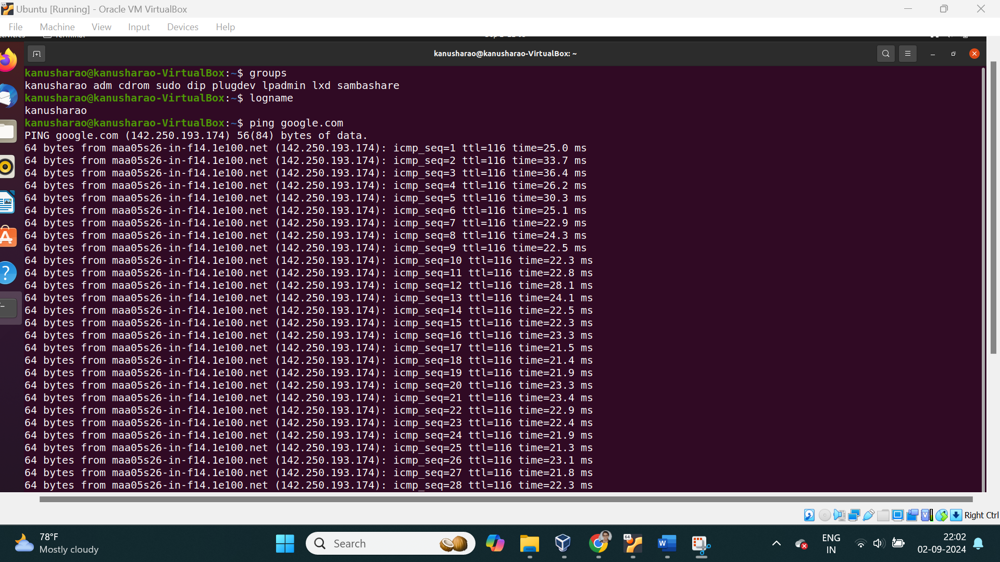 Ubuntu [Running] - Oracle VM VirtualBox
File Machine View Input Devices Help
Terminal
kanusharao@kanusharao-VirtualBox: ~
kanusharao@kanusharao-VirtualBox:~$ groups
kanusharao adm cdrom sudo dip plugdev lpadmin lxd sambashare
kanusharao@kanusharao-VirtualBox:~$ logname
kanusharao
kanusharao@kanusharao-VirtualBox:~$ ping google.com
PING google.com (142.250.193.174) 56(84) bytes of data.
64 bytes from maa05s26-in-f14.1e100.net (142.250.193.174): icmp_seq=1 ttl=116 time=25.0 ms
64 bytes from maa05s26-in-f14.1e100.net (142.250.193.174): icmp_seq=2 ttl=116 time=33.7 ms
64 bytes from maa05s26-in-f14.1e100.net (142.250.193.174): icmp_seq=3 ttl=116 time=36.4 ms
64 bytes from maa05s26-in-f14.1e100.net (142.250.193.174): icmp_seq=4 ttl=116 time=26.2 ms
64 bytes from maa05s26-in-f14.1e100.net (142.250.193.174): icmp_seq=5 ttl=116 time=30.3 ms
64 bytes from maa05s26-in-f14.1e100.net (142.250.193.174): icmp_seq=6 ttl=116 time=25.1 ms
64 bytes from maa05s26-in-f14.1e100.net (142.250.193.174): icmp_seq=7 ttl=116 time=22.9 ms
64 bytes from maa05s26-in-f14.1e100.net (142.250.193.174): icmp_seq=8 ttl=116 time=24.3 ms
64 bytes from maa05s26-in-f14.1e100.net (142.250.193.174): icmp_seq=9 ttl=116 time=22.5 ms
64 bytes from maa05s26-in-f14.1e100.net (142.250.193.174): icmp_seq=10 ttl=116 time=22.3 ms
64 bytes from maa05s26-in-f14.1e100.net (142.250.193.174): icmp_seq=11 ttl=116 time=22.8 ms
64 bytes from maa05s26-in-f14.1e100.net (142.250.193.174): icmp_seq=12 ttl=116 time=28.1 ms
64 bytes from maa05s26-in-f14.1e100.net (142.250.193.174): icmp_seq=13 ttl=116 time=24.1 ms
64 bytes from maa05s26-in-f14.1e100.net (142.250.193.174): icmp_seq=14 ttl=116 time=22.5 ms
64 bytes from maa05s26-in-f14.1e100.net (142.250.193.174): icmp_seq=15 ttl=116 time=22.3 ms
64 bytes from maa05s26-in-f14.1e100.net (142.250.193.174): icmp_seq=16 ttl=116 time=23.3 ms
64 bytes from maa05s26-in-f14.1e100.net (142.250.193.174): icmp_seq=17 ttl=116 time=21.5 ms
64 bytes from maa05s26-in-f14.1e100.net (142.250.193.174): icmp_seq=18 ttl=116 time=21.4 ms
64 bytes from maa05s26-in-f14.1e100.net (142.250.193.174): icmp_seq=19 ttl=116 time=21.9 ms
64 bytes from maa05s26-in-f14.1e100.net (142.250.193.174): icmp_seq=20 ttl=116 time=23.3 ms
64 bytes from maa05s26-in-f14.1e100.net (142.250.193.174): icmp_seq=21 ttl=116 time=23.4 ms
64 bytes from maa05s26-in-f14.1e100.net (142.250.193.174): icmp_seq=22 ttl=116 time=22.9 ms
64 bytes from maa05s26-in-f14.1e100.net (142.250.193.174): icmp_seq=23 ttl=116 time=22.4 ms
64 bytes from maa05s26-in-f14.1e100.net (142.250.193.174): icmp_seq=24 ttl=116 time=21.9 ms
64 bytes from maa05s26-in-f14.1e100.net (142.250.193.174): icmp_seq=25 ttl=116 time=21.3 ms
64 bytes from maa05s26-in-f14.1e100.net (142.250.193.174): icmp_seq=26 ttl=116 time=23.1 ms
64 bytes from maa05s26-in-f14.1e100.net (142.250.193.174): icmp_seq=27 ttl=116 time=21.8 ms
64 bytes from maa05s26-in-f14.1e100.net (142.250.193.174): icmp_seq=28 ttl=116 time=22.3 ms
Right Ctrl
78°F
Mostly cloudy
Search
ENG
IN
22:02
02-09-2024